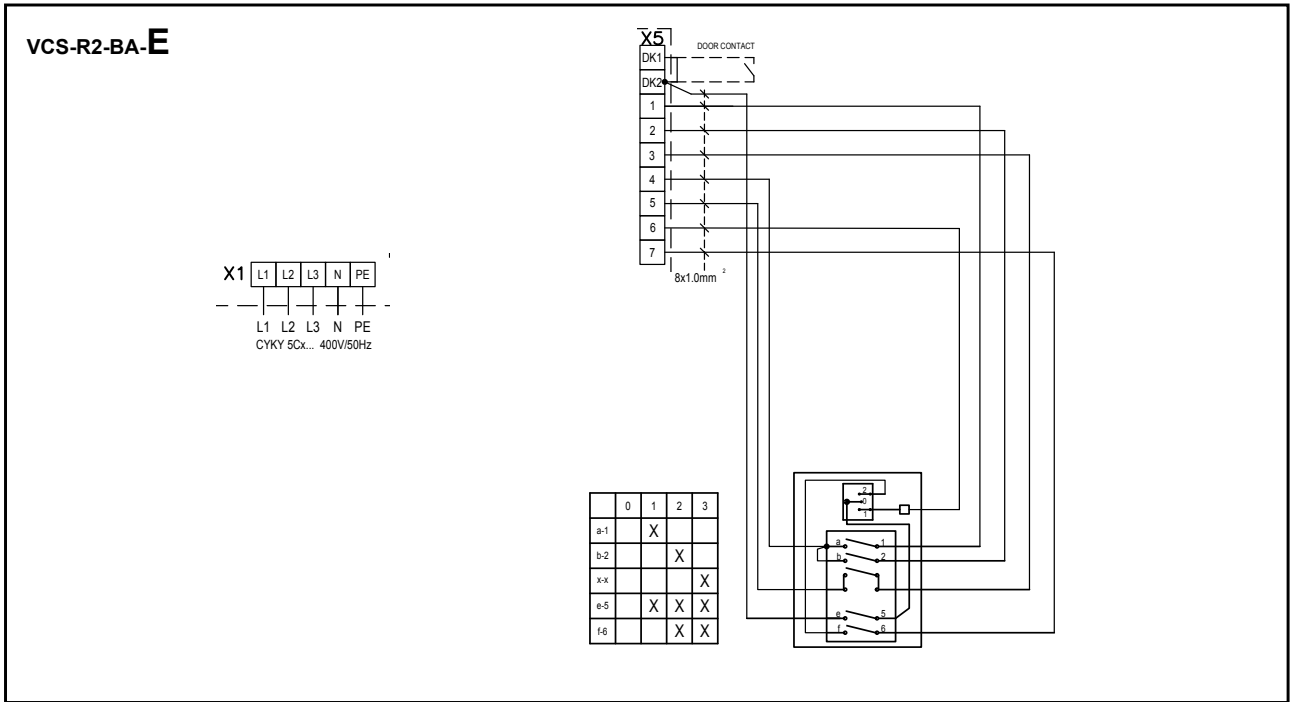 VCS-R2-BA-E
X5
DOOR CONTACT
DK1
DK2
1
2
3
4
5
6
7
8x1.0mm²
X1 L1 L2 L3 N PE
L1 L2 L3 N PE
CYKY 5Cx... 400V/50Hz
0 1 2 3
a-1 X
b-2 X
x-x X
e-5 X X X
f-6 X X
2
0
1
a 1
b 2
e 5
f 6